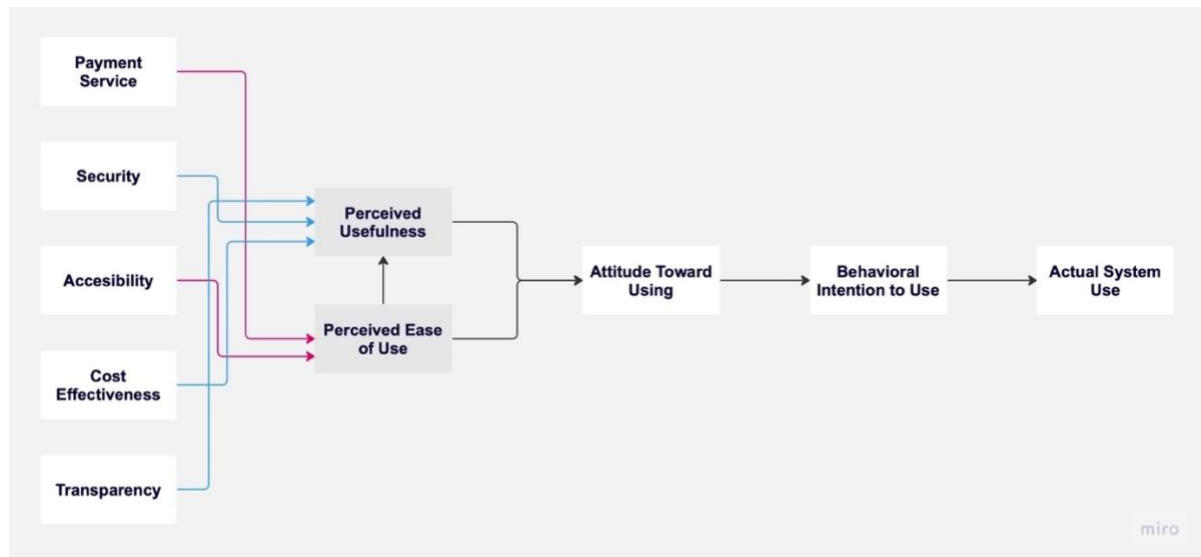 Payment
Service
Security
Accesibility
Cost
Effectiveness
Transparency
Perceived
Usefulness
Perceived Ease
of Use
Attitude Toward
Using
Behavioral
Intention to Use
Actual System
Use
miro